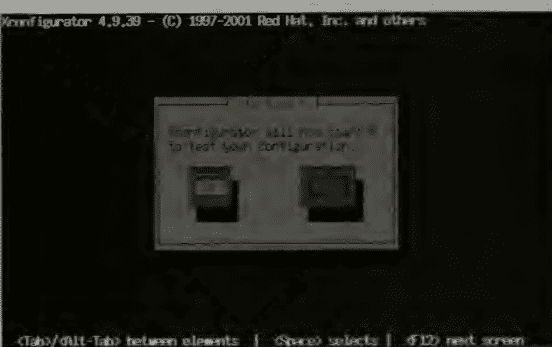 Xconfigurator 4.9.39 - (C) 1997-2001 Red Hat, Inc. and others
Xconfigurator will now start X
to test your configuration.
<Tab>/<Alt-Tab> between elements | <Space> selects | <F12> next screen